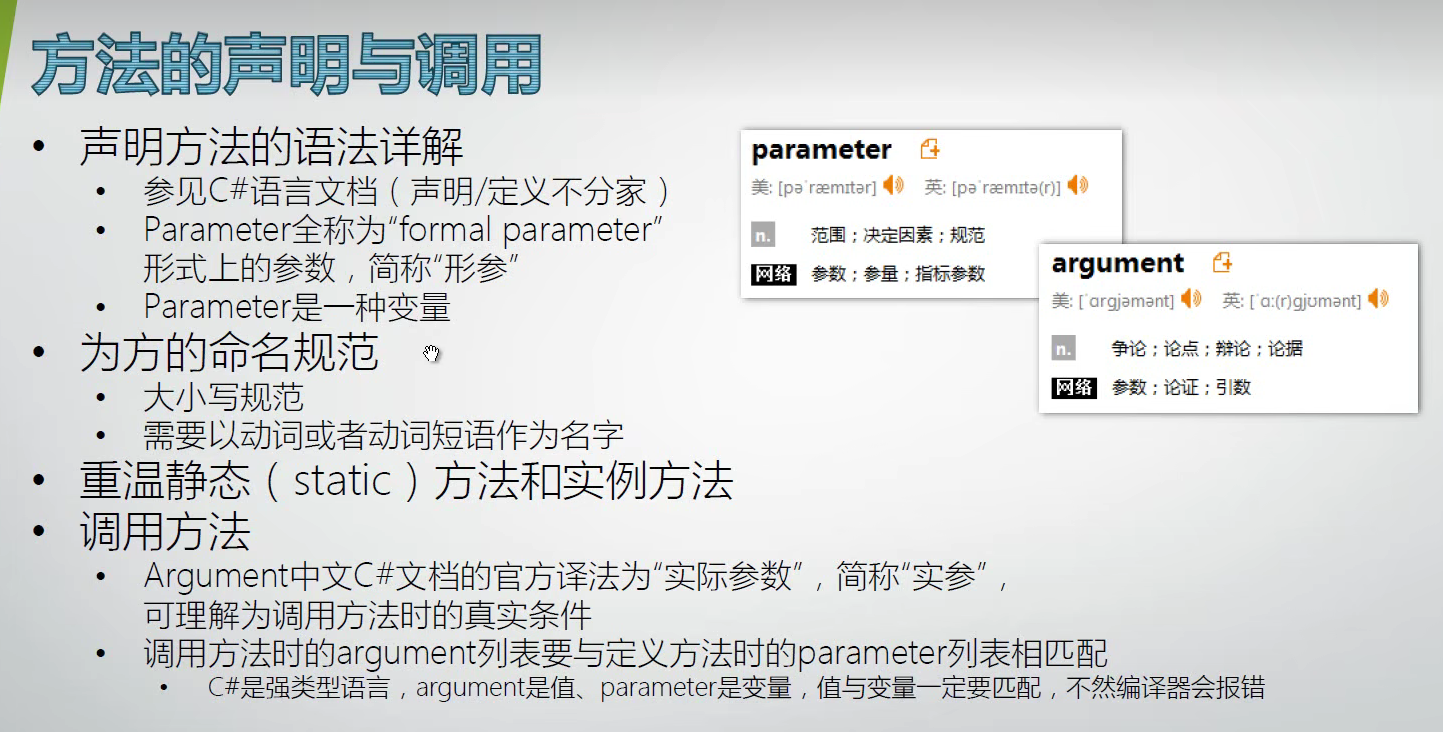 方法的声明与调用
• 声明方法的语法详解
• 参见C#语言文档（声明/定义不分家）
• Parameter全称为“formal parameter”
形式上的参数，简称“形参”
• Parameter是一种变量
• 为方的命名规范
• 大小写规范
• 需要以动词或者动词短语作为名字
• 重温静态（static）方法和实例方法
• 调用方法
• Argument中文C#文档的官方译法为“实际参数”，简称“实参”，
可理解为调用方法时的真实条件
• 调用方法时的argument列表要与定义方法时的parameter列表相匹配
• C#是强类型语言，argument是值、parameter是变量，值与变量一定要匹配，不然编译器会报错
parameter
美: [pəˈræmɪtər] 英: [pəˈræmɪtə(r)]
n. 范围；决定因素；规范
网络 参数；参量；指标参数
argument
美: [ˈɑrɡjəmənt] 英: [ˈɑː(r)ɡjʊmənt]
n. 争论；论点；辩论；论据
网络 参数；论证；引数